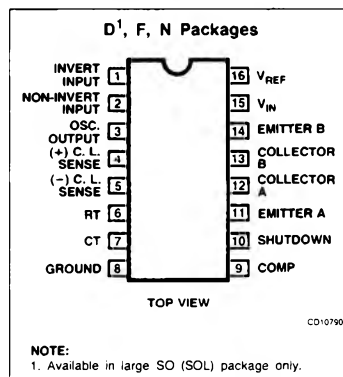 D1, F, N Packages
INVERT
INPUT 1
NON-INVERT
INPUT 2
OSC.
OUTPUT 3
(+) C. L.
SENSE 4
(−) C. L.
SENSE 5
RT 6
CT 7
GROUND 8
16 VREF
15 VIN
14 EMITTER B
13 COLLECTOR
B
12 COLLECTOR
A
11 EMITTER A
10 SHUTDOWN
9 COMP
TOP VIEW
CD10790
NOTE:
1. Available in large SO (SOL) package only.